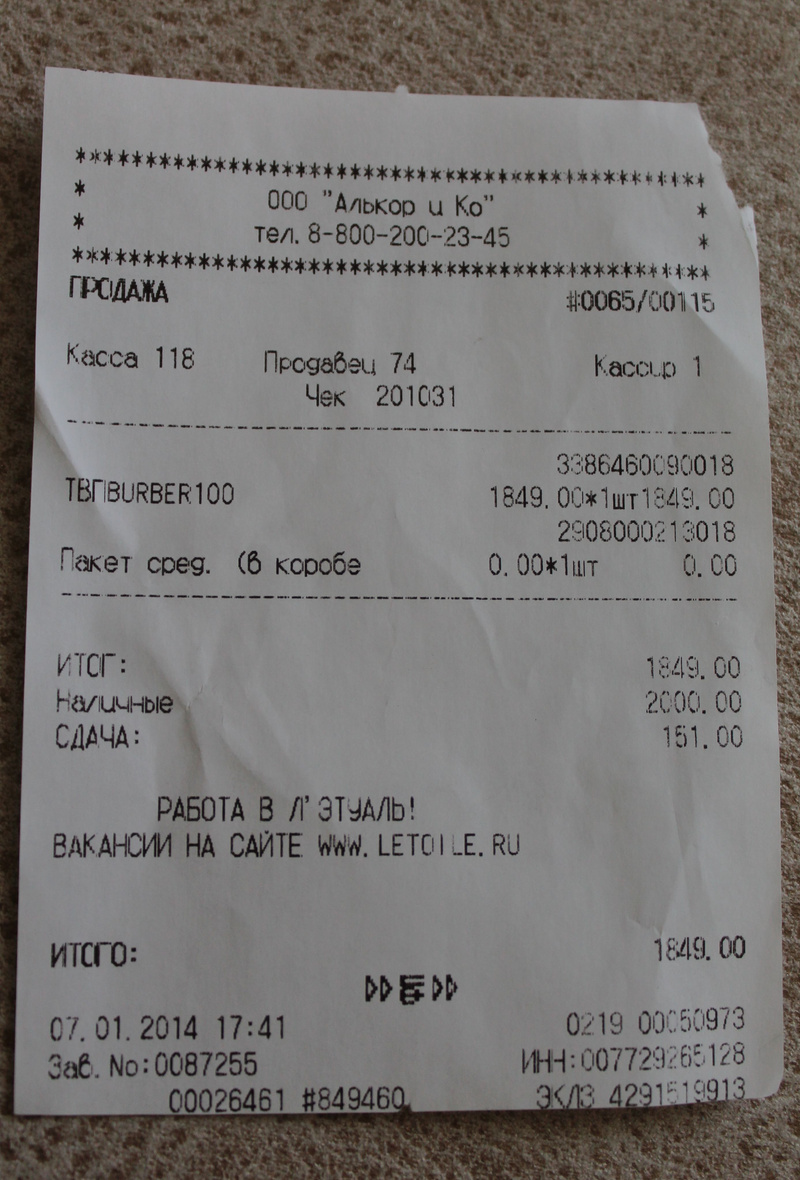 ******************************************
* ООО "Алькор и Ко" *
* тел. 8-800-200-23-45 *
******************************************
ПРОДАЖА #0065/00115
Касса 118 Продавец 74 Кассир 1
Чек 201031
3386460090018
ТВПBURBER100 1849.00*1шт1849.00
2908000213018
Пакет сред. (в коробе 0.00*1шт 0.00
ИТОГ: 1849.00
Наличные 2000.00
СДАЧА: 151.00
РАБОТА В Л'ЭТУАЛЬ!
ВАКАНСИИ НА САЙТЕ WWW.LETOILE.RU
ИТОГО: 1849.00
07.01.2014 17:41 0219 00050973
Зав. No:0087255 ИНН:007729265128
00026461 #849460 ЭКЛЗ 4291519913